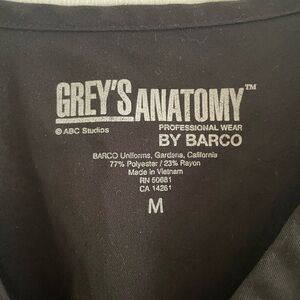 GREY'S ANATOMY™
© ABC Studios
PROFESSIONAL WEAR
BY BARCO
BARCO Uniforms, Gardena, California
77% Polyester / 23% Rayon
Made in Vietnam
RN 50681
CA 14261
M